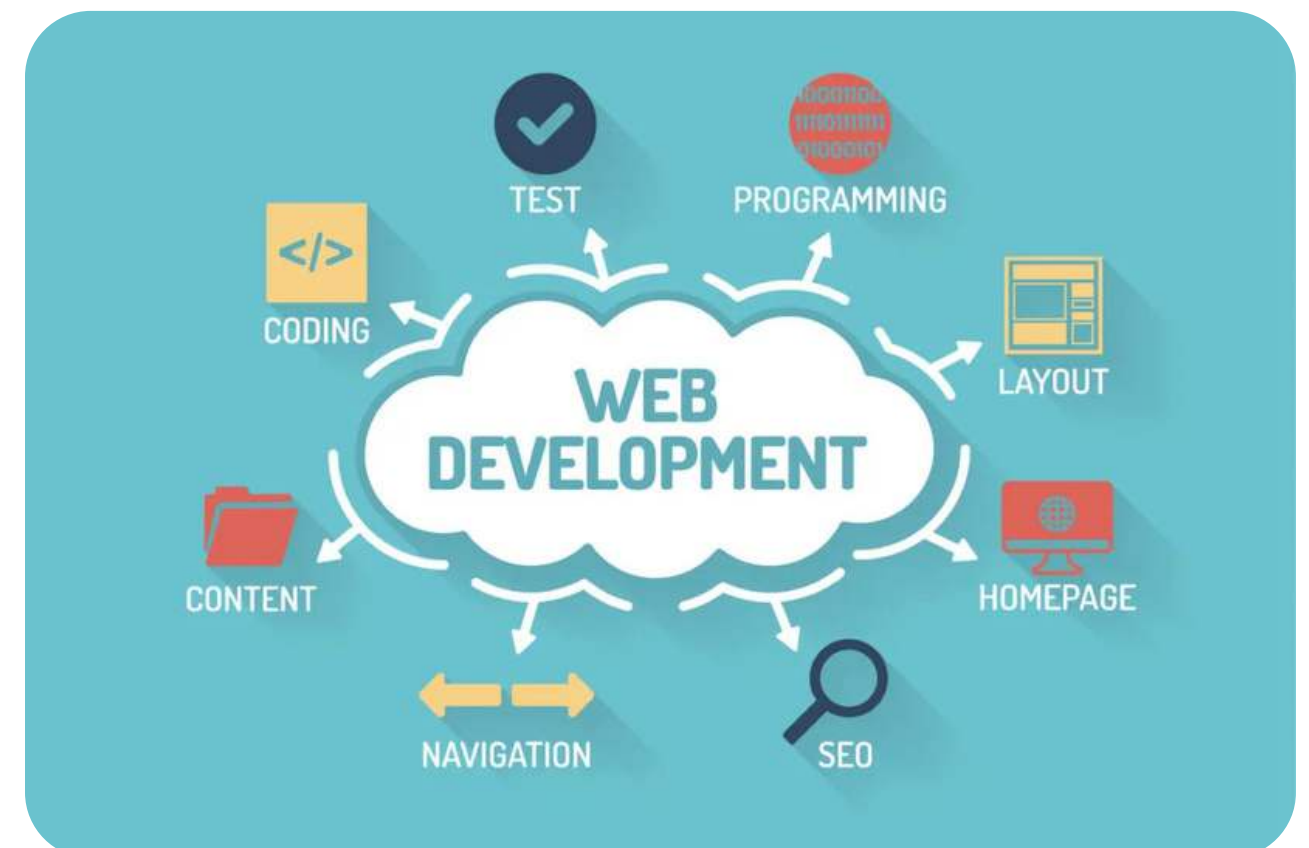 TEST
PROGRAMMING
</>
CODING
LAYOUT
WEB
DEVELOPMENT
CONTENT
HOMEPAGE
NAVIGATION
SEO